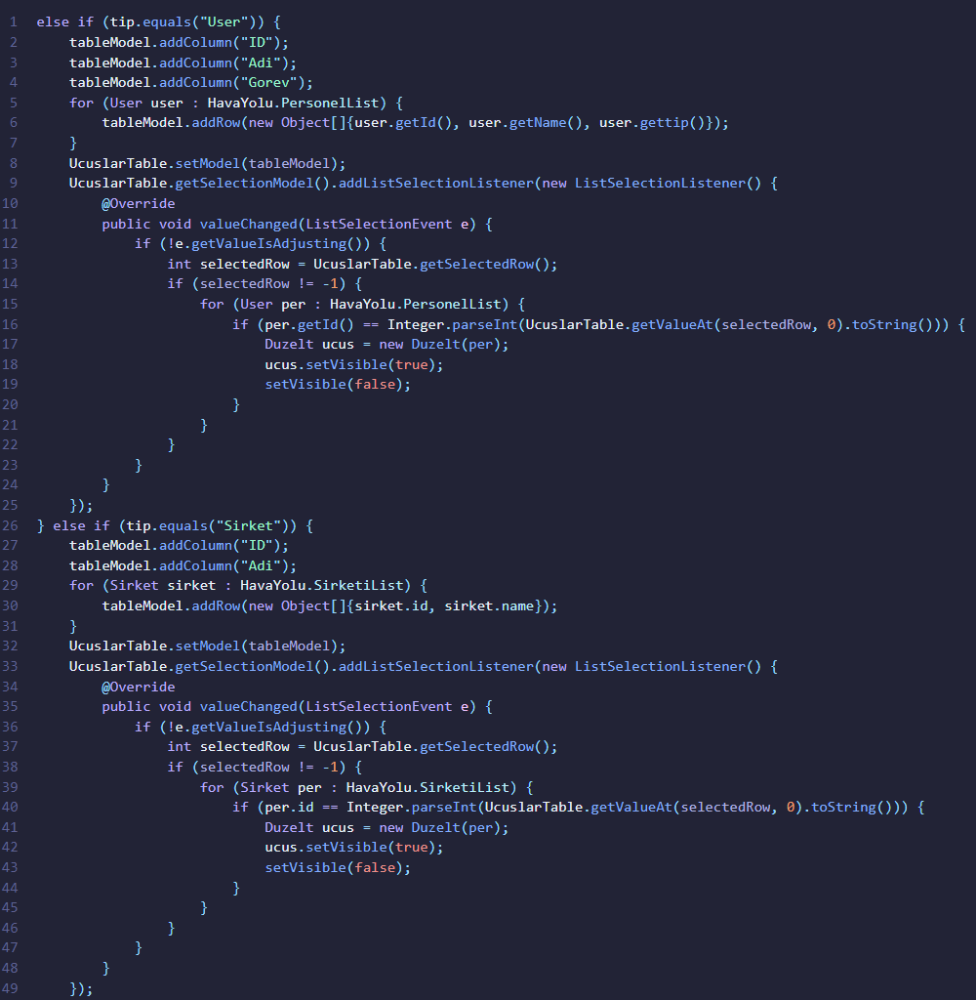 1 else if (tip.equals("User")) {
2     tableModel.addColumn("ID");
3     tableModel.addColumn("Adi");
4     tableModel.addColumn("Gorev");
5     for (User user : HavaYolu.PersonelList) {
6         tableModel.addRow(new Object[]{user.getId(), user.getName(), user.gettip()});
7     }
8     UcuslarTable.setModel(tableModel);
9     UcuslarTable.getSelectionModel().addListSelectionListener(new ListSelectionListener() {
10         @Override
11         public void valueChanged(ListSelectionEvent e) {
12             if (!e.getValueIsAdjusting()) {
13                 int selectedRow = UcuslarTable.getSelectedRow();
14                 if (selectedRow != -1) {
15                     for (User per : HavaYolu.PersonelList) {
16                         if (per.getId() == Integer.parseInt(UcuslarTable.getValueAt(selectedRow, 0).toString())) {
17                             Duzelt ucus = new Duzelt(per);
18                             ucus.setVisible(true);
19                             setVisible(false);
20                         }
21                     }
22                 }
23             }
24         }
25     });
26 } else if (tip.equals("Sirket")) {
27     tableModel.addColumn("ID");
28     tableModel.addColumn("Adi");
29     for (Sirket sirket : HavaYolu.SirketiList) {
30         tableModel.addRow(new Object[]{sirket.id, sirket.name});
31     }
32     UcuslarTable.setModel(tableModel);
33     UcuslarTable.getSelectionModel().addListSelectionListener(new ListSelectionListener() {
34         @Override
35         public void valueChanged(ListSelectionEvent e) {
36             if (!e.getValueIsAdjusting()) {
37                 int selectedRow = UcuslarTable.getSelectedRow();
38                 if (selectedRow != -1) {
39                     for (Sirket per : HavaYolu.SirketiList) {
40                         if (per.id == Integer.parseInt(UcuslarTable.getValueAt(selectedRow, 0).toString())) {
41                             Duzelt ucus = new Duzelt(per);
42                             ucus.setVisible(true);
43                             setVisible(false);
44                         }
45                     }
46                 }
47             }
48         }
49     });